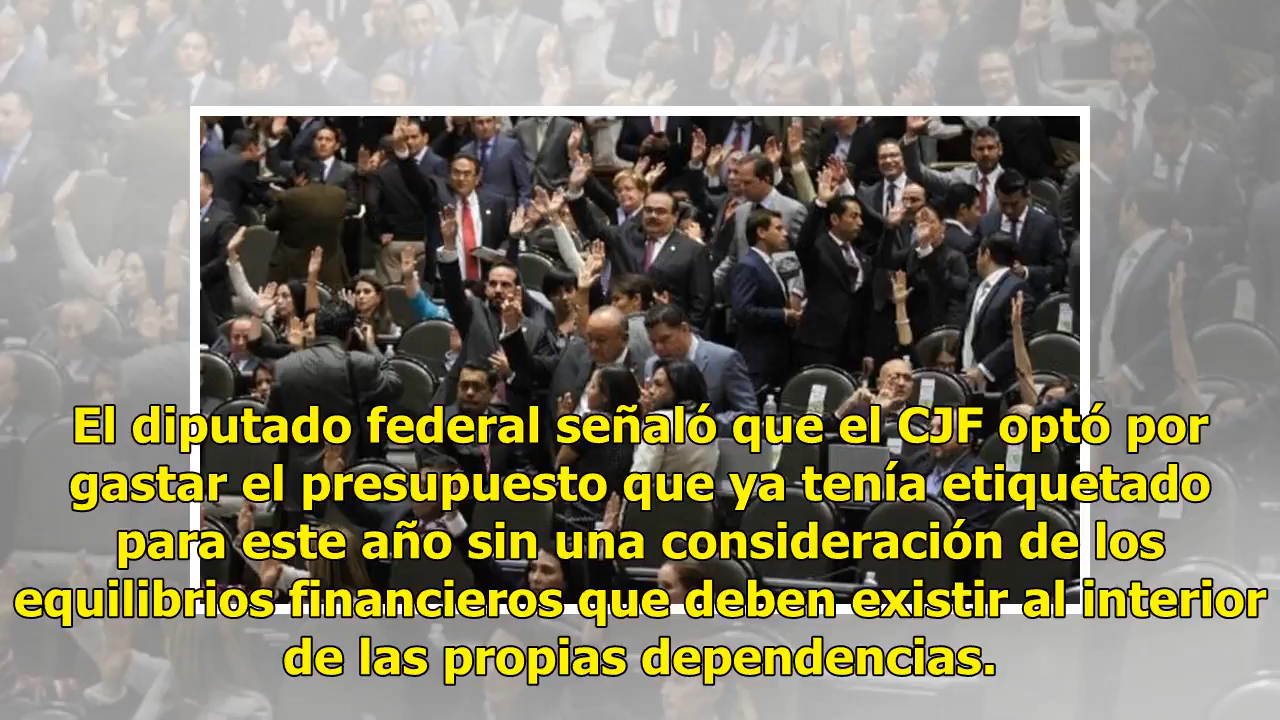 El diputado federal señaló que el CJF optó por
gastar el presupuesto que ya tenía etiquetado
para este año sin una consideración de los
equilibrios financieros que deben existir al interior
de las propias dependencias.